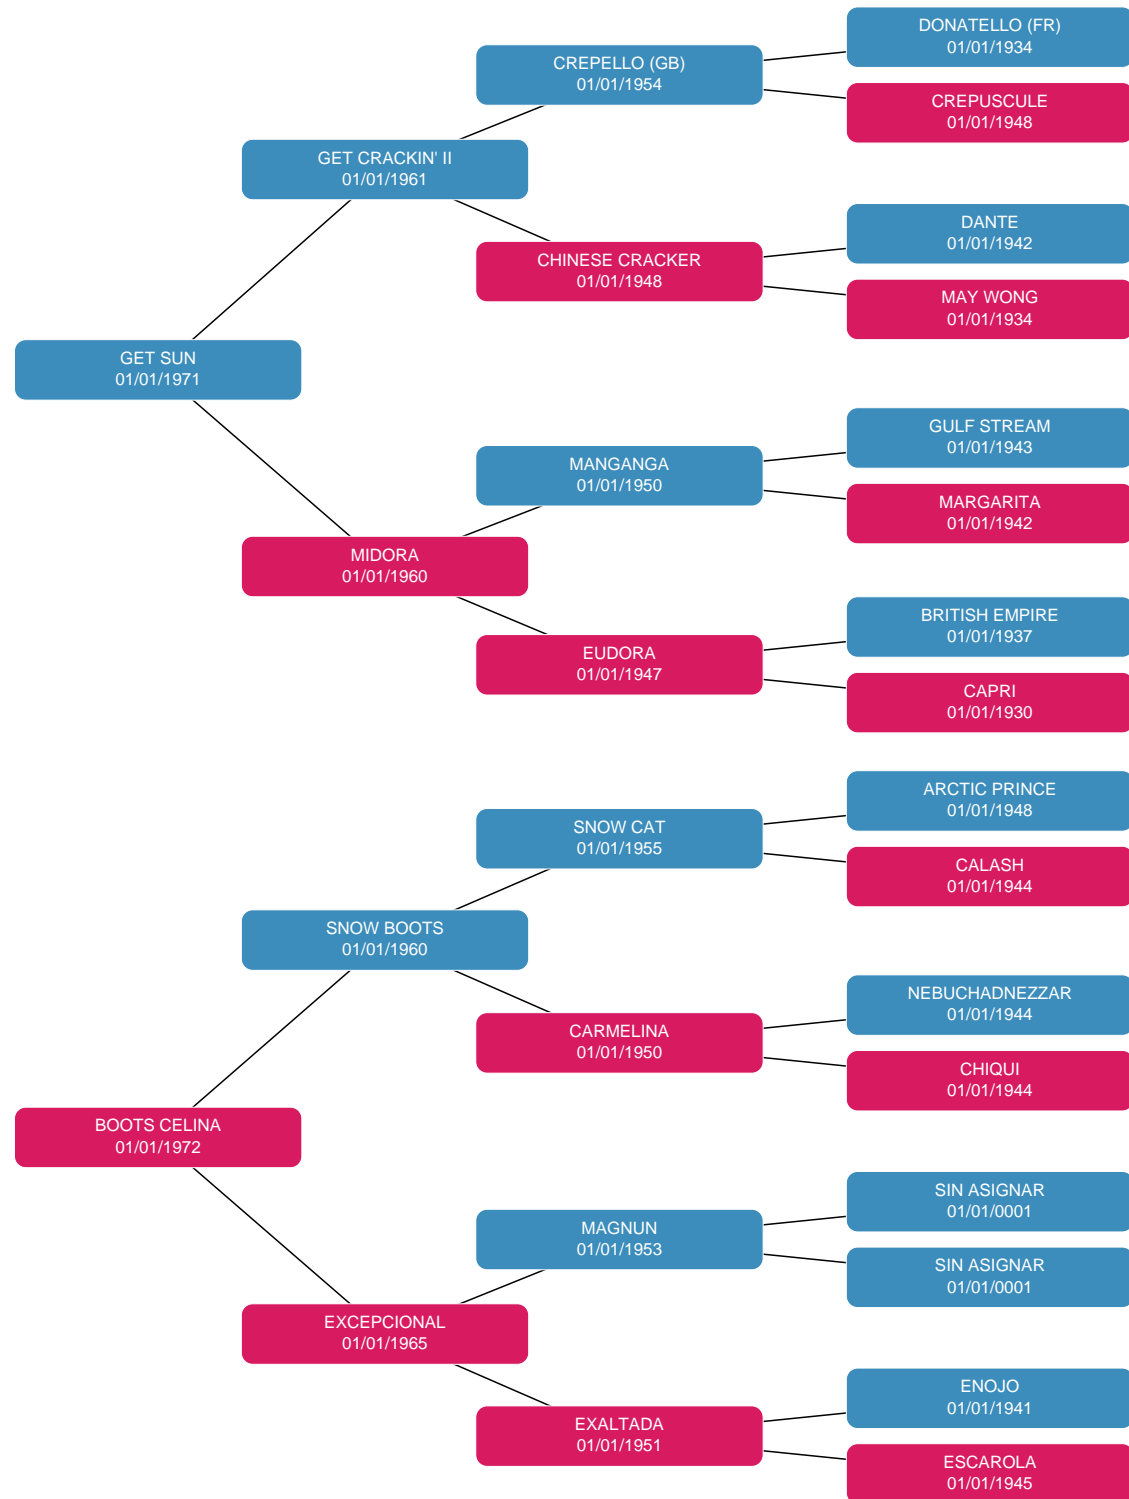 DONATELLO (FR)
01/01/1934
CREPELLO (GB)
01/01/1954
CREPUSCULE
01/01/1948
GET CRACKIN' II
01/01/1961
DANTE
01/01/1942
CHINESE CRACKER
01/01/1948
MAY WONG
01/01/1934
GET SUN
01/01/1971
GULF STREAM
01/01/1943
MANGANGA
01/01/1950
MARGARITA
01/01/1942
MIDORA
01/01/1960
BRITISH EMPIRE
01/01/1937
EUDORA
01/01/1947
CAPRI
01/01/1930
ARCTIC PRINCE
01/01/1948
SNOW CAT
01/01/1955
CALASH
01/01/1944
SNOW BOOTS
01/01/1960
NEBUCHADNEZZAR
01/01/1944
CARMELINA
01/01/1950
CHIQUI
01/01/1944
BOOTS CELINA
01/01/1972
SIN ASIGNAR
01/01/0001
MAGNUN
01/01/1953
SIN ASIGNAR
01/01/0001
EXCEPCIONAL
01/01/1965
ENOJO
01/01/1941
EXALTADA
01/01/1951
ESCAROLA
01/01/1945